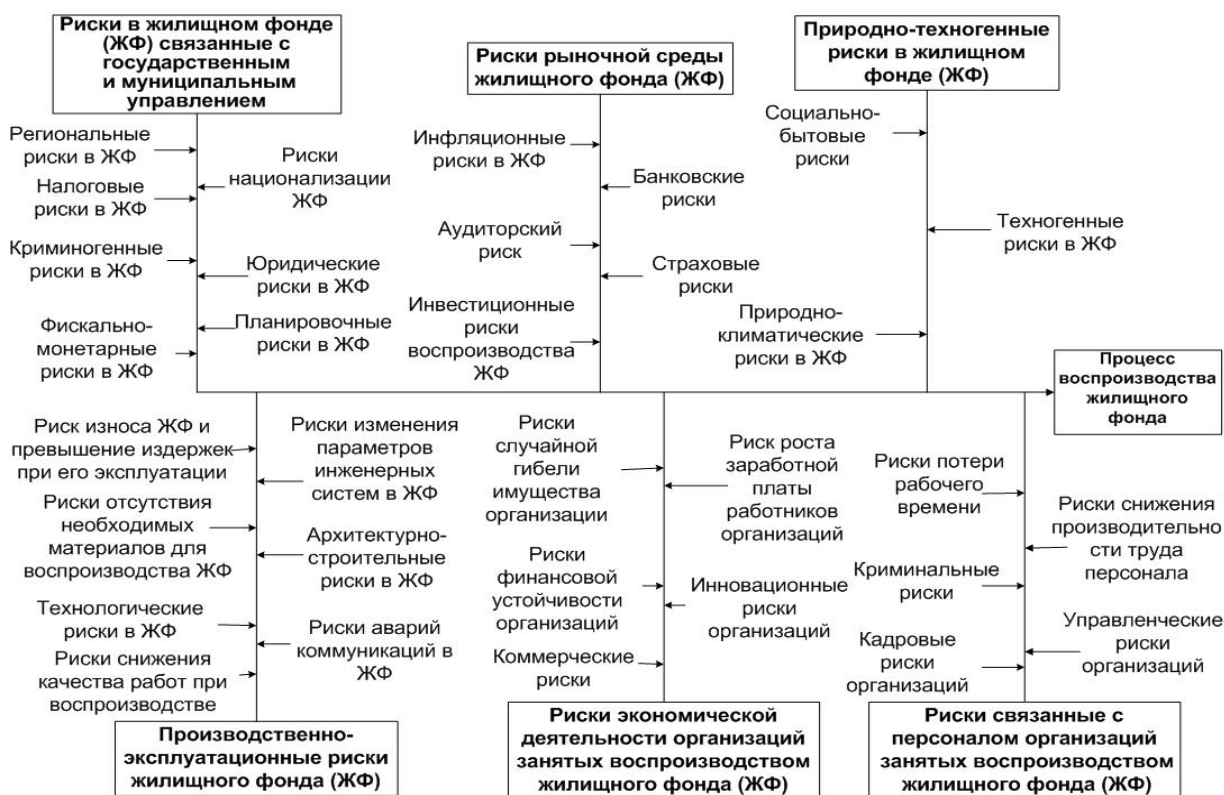 Риски в жилищном фонде
(ЖФ) связанные с
государственным
и муниципальным
управлением
Риски рыночной среды
жилищного фонда (ЖФ)
Природно-техногенные
риски в жилищном
фонде (ЖФ)
Региональные
риски в ЖФ
Риски
национализации
ЖФ
Налоговые
риски в ЖФ
Криминогенные
риски в ЖФ
Юридические
риски в ЖФ
Планировочные
риски в ЖФ
Фискально-
монетарные
риски в ЖФ
Инфляционные
риски в ЖФ
Банковские
риски
Аудиторский
риск
Страховые
риски
Инвестиционные
риски
воспроизводства
ЖФ
Социально-
бытовые
риски
Техногенные
риски в ЖФ
Природно-
климатические
риски в ЖФ
Процесс
воспроизводства
жилищного
фонда
Риск износа ЖФ и
превышение издержек
при его эксплуатации
Риски изменения
параметров
инженерных
систем в ЖФ
Риски отсутствия
необходимых
материалов для
воспроизводства ЖФ
Архитектурно-
строительные
риски в ЖФ
Технологические
риски в ЖФ
Риски аварий
коммуникаций в
ЖФ
Риски снижения
качества работ при
воспроизводстве
Риски
случайной
гибели
имущества
организации
Риск роста
заработной
платы
работников
организаций
Риски
финансовой
устойчивости
организаций
Инновационные
риски
организаций
Коммерческие
риски
Риски потери
рабочего
времени
Риски снижения
производительно
сти труда
персонала
Криминальные
риски
Управленческие
риски
организаций
Кадровые
риски
организаций
Производственно-
эксплуатационные риски
жилищного фонда (ЖФ)
Риски экономической
деятельности организаций
занятых воспроизводством
жилищного фонда (ЖФ)
Риски связанные с
персоналом организаций
занятых воспроизводством
жилищного фонда (ЖФ)